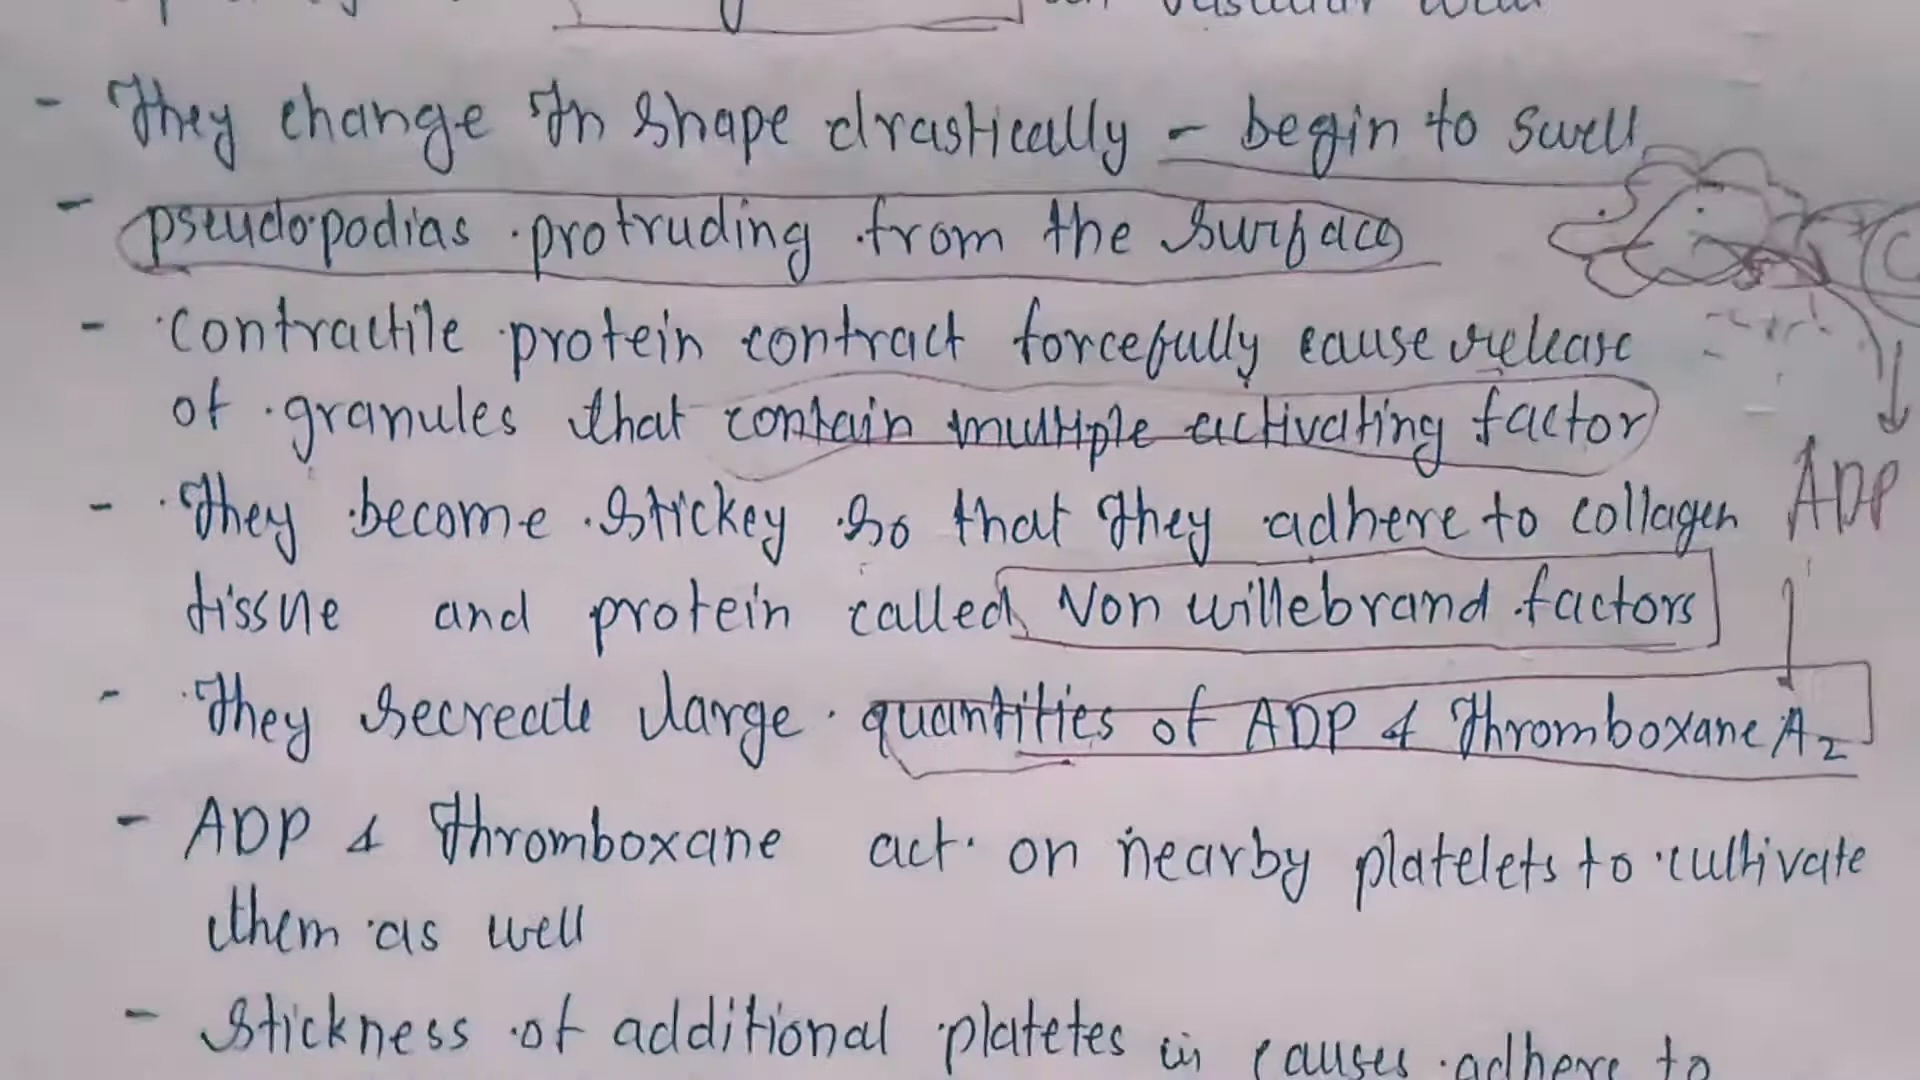 vascular wall
- They change In shape drastically - begin to swell
- pseudopodias protruding from the surface
- contractile protein contract forcefully cause release
of granules that contain multiple activating factor
- They become stickey so that they adhere to collagen
ADP
tissue and protein called Von willebrand factors
- They secreate large quantities of ADP & Thromboxane A2
- ADP & Thromboxane act on nearby platelets to cultivate
them as well
- stickness of additional platetes causes adhere to